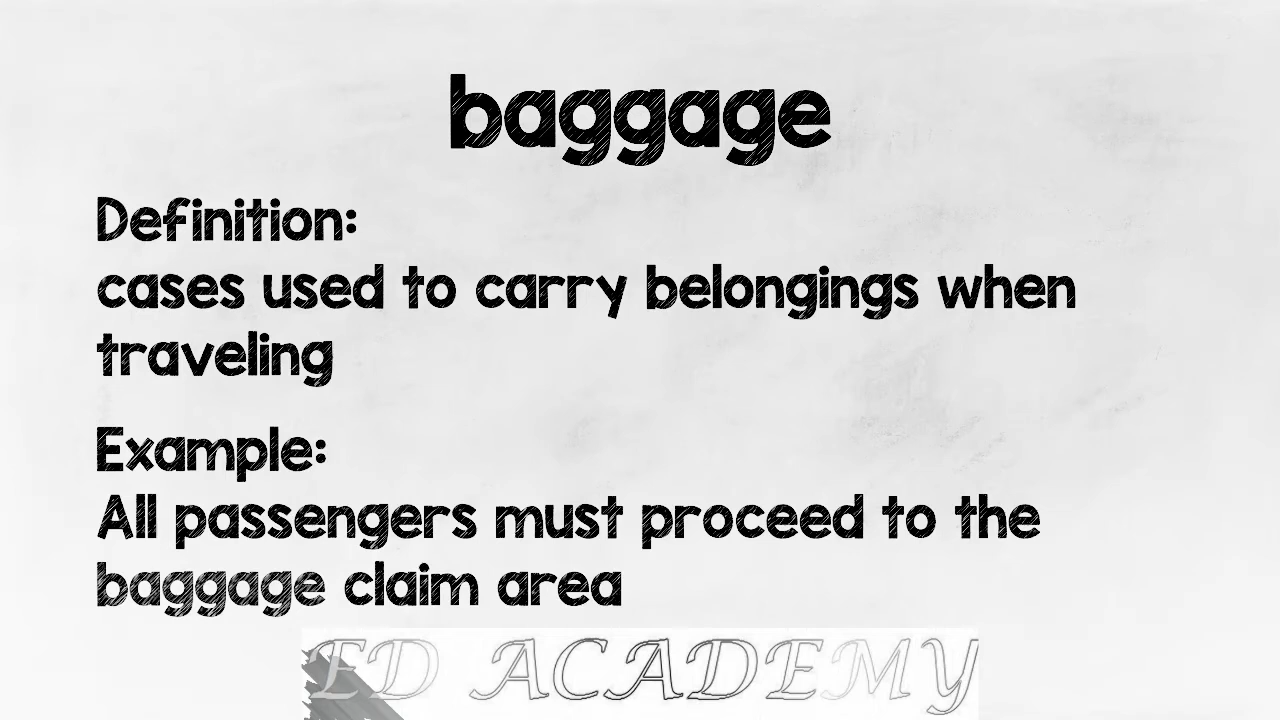 baggage
Definition:
cases used to carry belongings when
traveling
Example:
All passengers must proceed to the
baggage claim area
ED ACADEMY